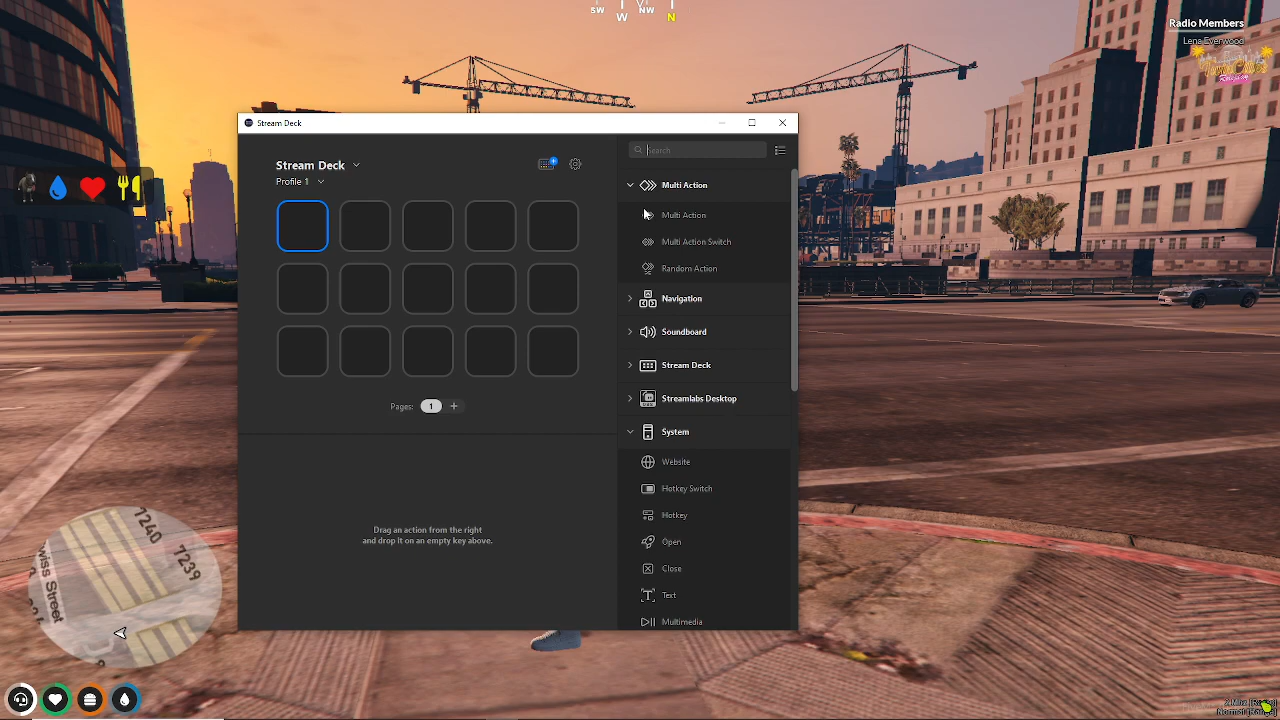 SW
W
NW
N
Radio Members
Lena Everwood
Stream Deck
Stream Deck
Profile 1
Search
Multi Action
Multi Action
Multi Action Switch
Random Action
Navigation
Soundboard
Stream Deck
Streamlabs Desktop
System
Website
Hotkey Switch
Hotkey
Open
Close
Text
Multimedia
Pages: 1 +
Drag an action from the right
and drop it on an empty key above.
7240
7239
wiss Street